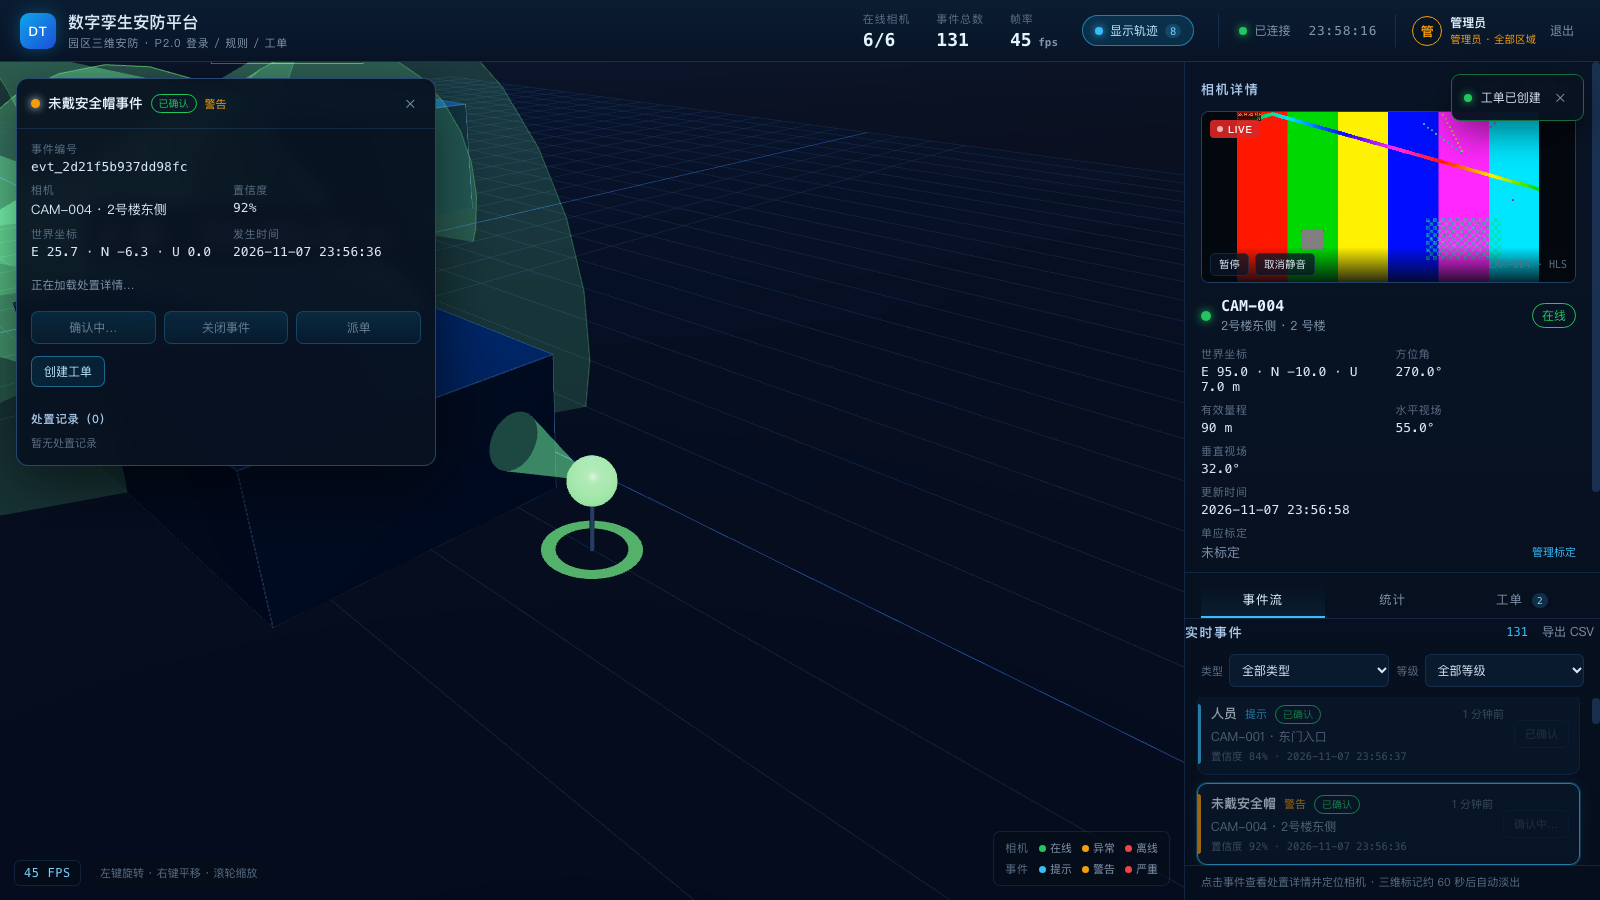 DT
数字孪生安防平台
园区三维安防 · P2.0 登录 / 规则 / 工单
在线相机 事件总数 帧率
6/6 131 45 fps
显示轨迹 8
已连接 23:58:16
管
管理员
管理员 · 全部区域
退出
未戴安全帽事件 已确认 警告
事件编号
evt_2d21f5b937dd98fc
相机 置信度
CAM-004 · 2号楼东侧 92%
世界坐标 发生时间
E 25.7 · N -6.3 · U 0.0 2026-11-07 23:56:36
正在加载处置详情...
确认中... 关闭事件 派单
创建工单
处置记录 (0)
暂无处置记录
45 FPS 左键旋转 · 右键平移 · 滚轮缩放
相机 在线 异常 离线
事件 提示 警告 严重
相机详情
工单已创建
LIVE
暂停 取消静音
HLS
CAM-004
2号楼东侧 · 2 号楼
在线
世界坐标 方位角
E 95.0 · N -10.0 · U 7.0 m 270.0°
有效量程 水平视场
90 m 55.0°
垂直视场
32.0°
更新时间
2026-11-07 23:56:58
单应标定
未标定 管理标定
事件流 统计 工单 2
实时事件 131 导出 CSV
类型 全部类型 等级 全部等级
人员 提示 已确认 1 分钟前
CAM-001 · 东门入口 已确认
置信度 84% · 2026-11-07 23:56:37
未戴安全帽 警告 已确认 1 分钟前
CAM-004 · 2号楼东侧 确认中...
置信度 92% · 2026-11-07 23:56:36
点击事件查看处置详情并定位相机 · 三维标记约 60 秒后自动淡出